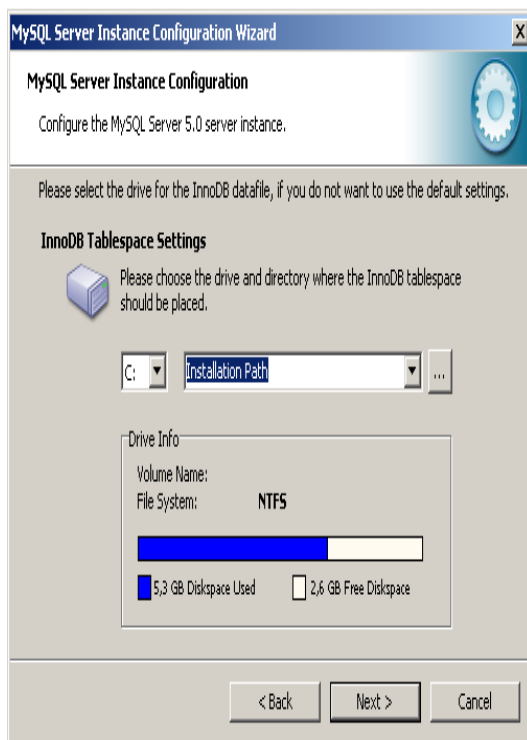 MySQL Server Instance Configuration Wizard
X
MySQL Server Instance Configuration
Configure the MySQL Server 5.0 server instance.
Please select the drive for the InnoDB datafile, if you do not want to use the default settings.
InnoDB Tablespace Settings
Please choose the drive and directory where the InnoDB tablespace
should be placed.
C: Installation Path ...
Drive Info
Volume Name:
File System: NTFS
5,3 GB Diskspace Used 2,6 GB Free Diskspace
< Back Next > Cancel